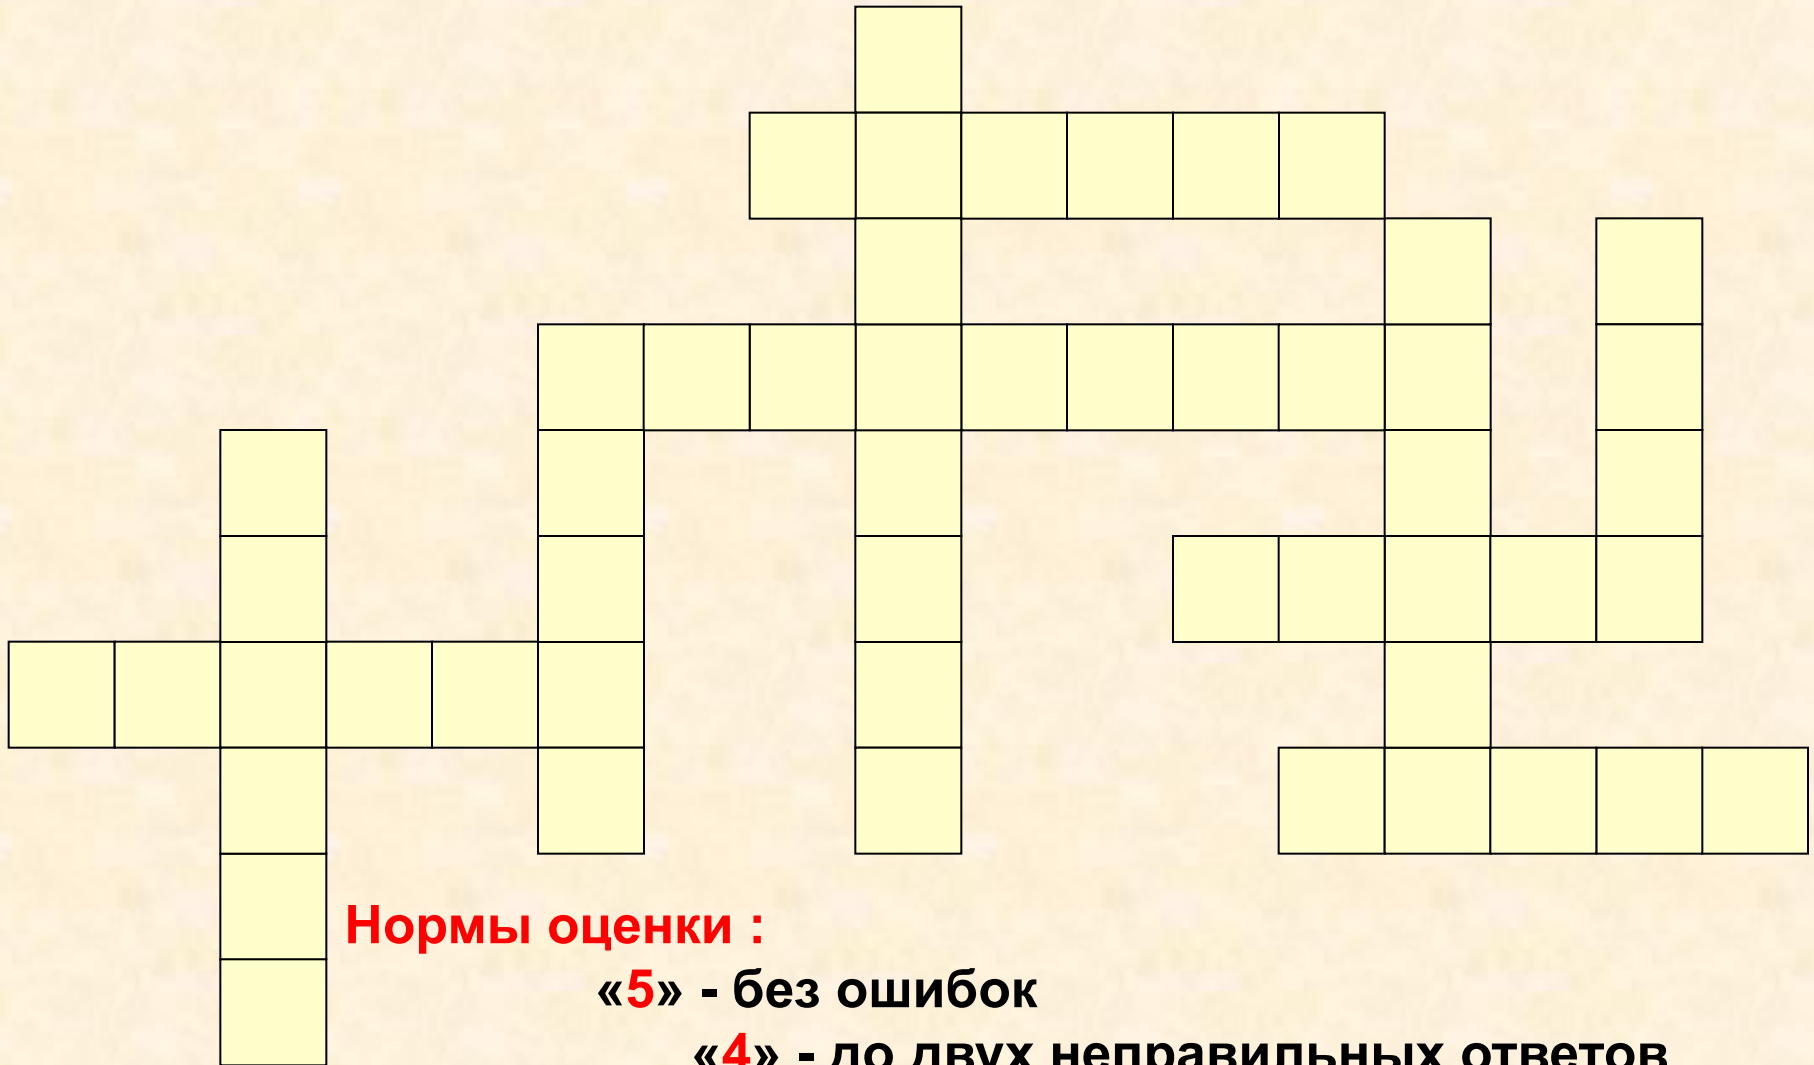 Нормы оценки :
«5» - без ошибок
«4» - до двух неправильных ответов